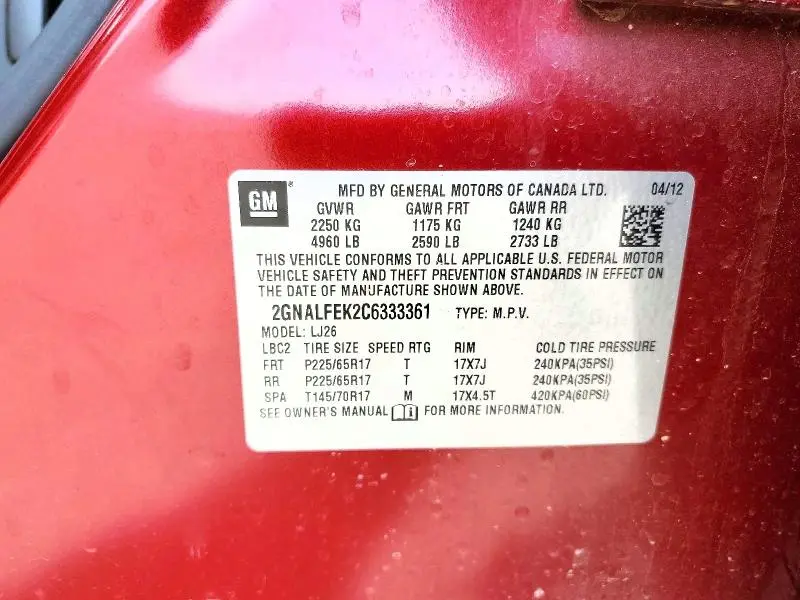 GM ® MFD BY GENERAL MOTORS OF CANADA LTD. 04/12
GVWR GAWR FRT GAWR RR
2250 KG 1175 KG 1240 KG
4960 LB 2590 LB 2733 LB
THIS VEHICLE CONFORMS TO ALL APPLICABLE U.S. FEDERAL MOTOR
VEHICLE SAFETY AND THEFT PREVENTION STANDARDS IN EFFECT ON
THE DATE OF MANUFACTURE SHOWN ABOVE.
2GNALFEK2C6333361 TYPE: M.P.V.
MODEL: LJ26
LBC2 TIRE SIZE SPEED RTG RIM COLD TIRE PRESSURE
FRT P225/65R17 T 17X7J 240KPA(35PSI)
RR P225/65R17 T 17X7J 240KPA(35PSI)
SPA T145/70R17 M 17X4.5T 420KPA(60PSI)
SEE OWNER'S MANUAL i FOR MORE INFORMATION.